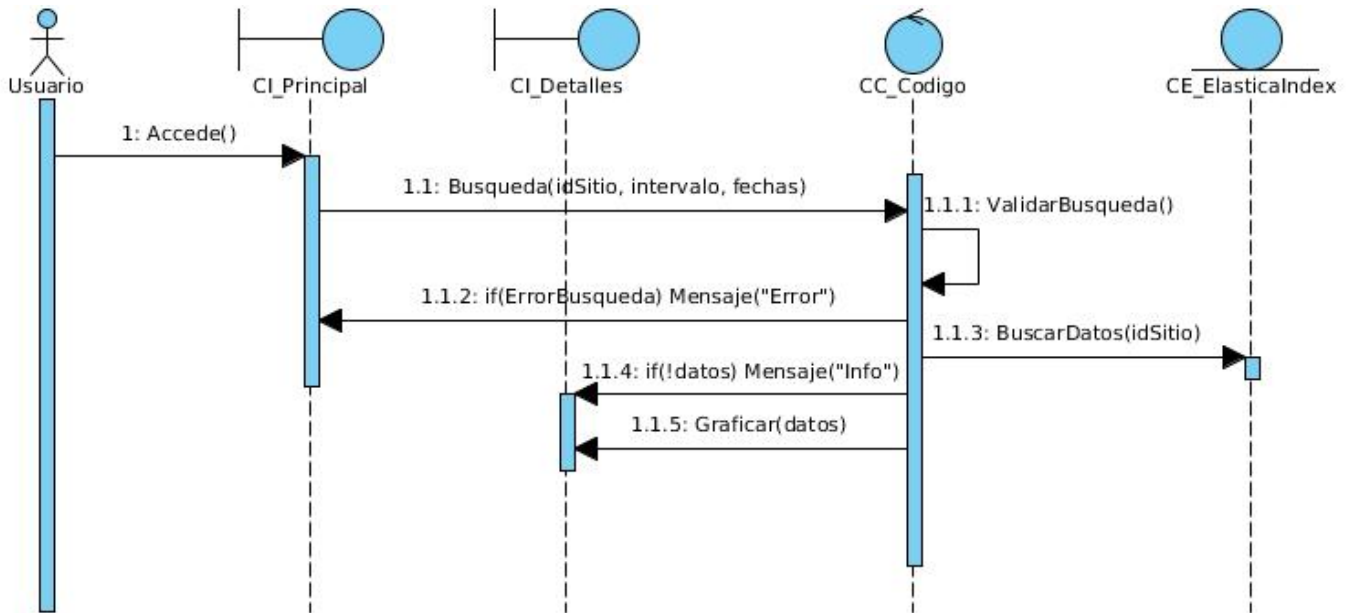 Usuario
CI_Principal
CI_Detalles
CC_Codigo
CE_ElasticaIndex
1: Accede()
1.1: Busqueda(idSitio, intervalo, fechas)
1.1.1: ValidarBusqueda()
1.1.2: if(ErrorBusqueda) Mensaje("Error")
1.1.3: BuscarDatos(idSitio)
1.1.4: if(!datos) Mensaje("Info")
1.1.5: Graficar(datos)